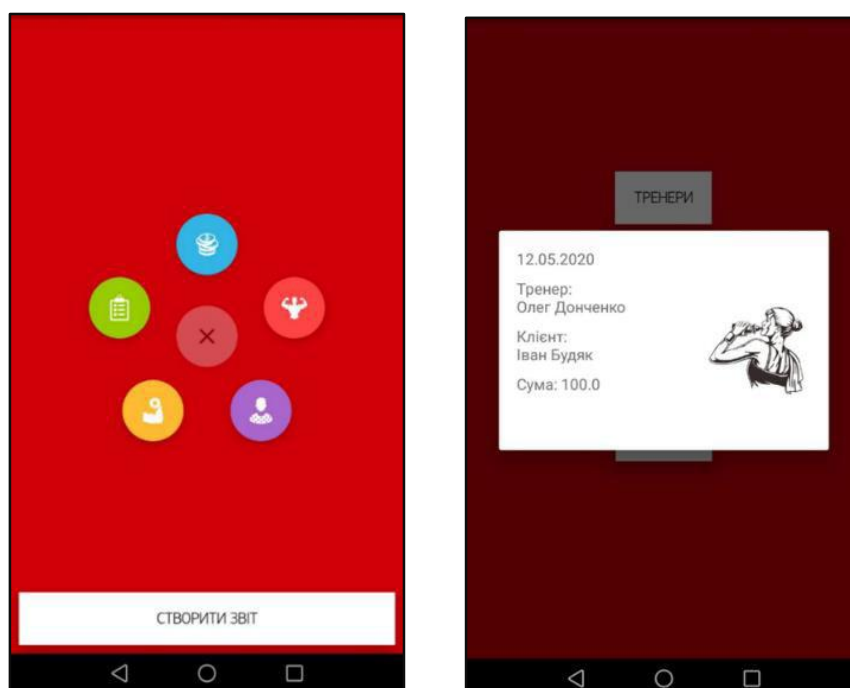 СТВОРИТИ ЗВІТ
ТРЕНЕРИ
12.05.2020
Тренер:
Олег Донченко
Клієнт:
Іван Будяк
Сума: 100.0